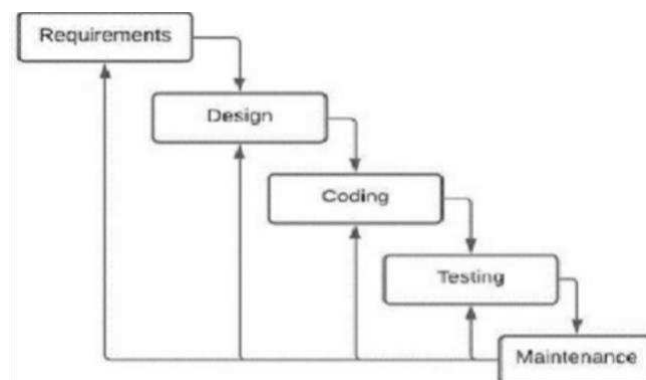 Requirements
Design
Coding
Testing
Maintenance